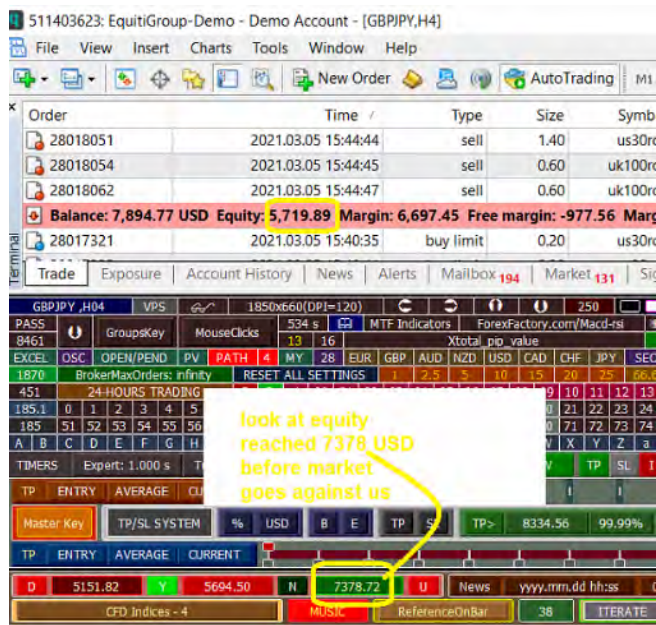 511403623: EquitiGroup-Demo - Demo Account - [GBPJPY,H4]
File View Insert Charts Tools Window Help
New Order AutoTrading M1
Order Time / Type Size Symb
28018051 2021.03.05 15:44:44 sell 1.40 us30ro
28018054 2021.03.05 15:44:45 sell 0.60 uk100ro
28018062 2021.03.05 15:44:47 sell 0.60 uk100ro
Balance: 7,894.77 USD Equity: 5,719.89 Margin: 6,697.45 Free margin: -977.56 Marg
28017321 2021.03.05 15:40:35 buy limit 0.20 us30ro
Terminal
Trade Exposure Account History News Alerts Mailbox 194 Market 131 Sig
GBPJPY ,H04 VPS 1850x660(DPI=120) 250
PASS
8461
U GroupsKey MouseClicks 534 s MTF Indicators ForexFactory.com/Macd-rsi
13 16 Xtotal_pip_value
EXCEL OSC OPEN/PEND PV PATH 4 MY 28 EUR GBP AUD NZD USD CAD CHF JPY SEC
1870 BrokerMaxOrders: infinity RESET ALL SETTINGS 1 2.5 5 10 15 20 25 66.6
451 24-HOURS TRADING 9 10 11 12 13
185.1 0 1 2 3 4 5 21 22 23 24
185 51 52 53 54 55 56 71 72 73 74
A B C D E F G H W X Y Z a
TIMERS Expert: 1.000 s TP SL I
look at equity
reached 7378 USD
before market
goes against us
TP ENTRY AVERAGE
Master Key TP/SL SYSTEM % USD B E TP TP> 8334.56 99.99%
TP ENTRY AVERAGE CURRENT
D 5151.82 Y 5694.50 N 7378.72 U News yyyy.mm.dd hh:ss
CFD Indices - 4 MUSIC ReferenceOnBar 38 ITERATE